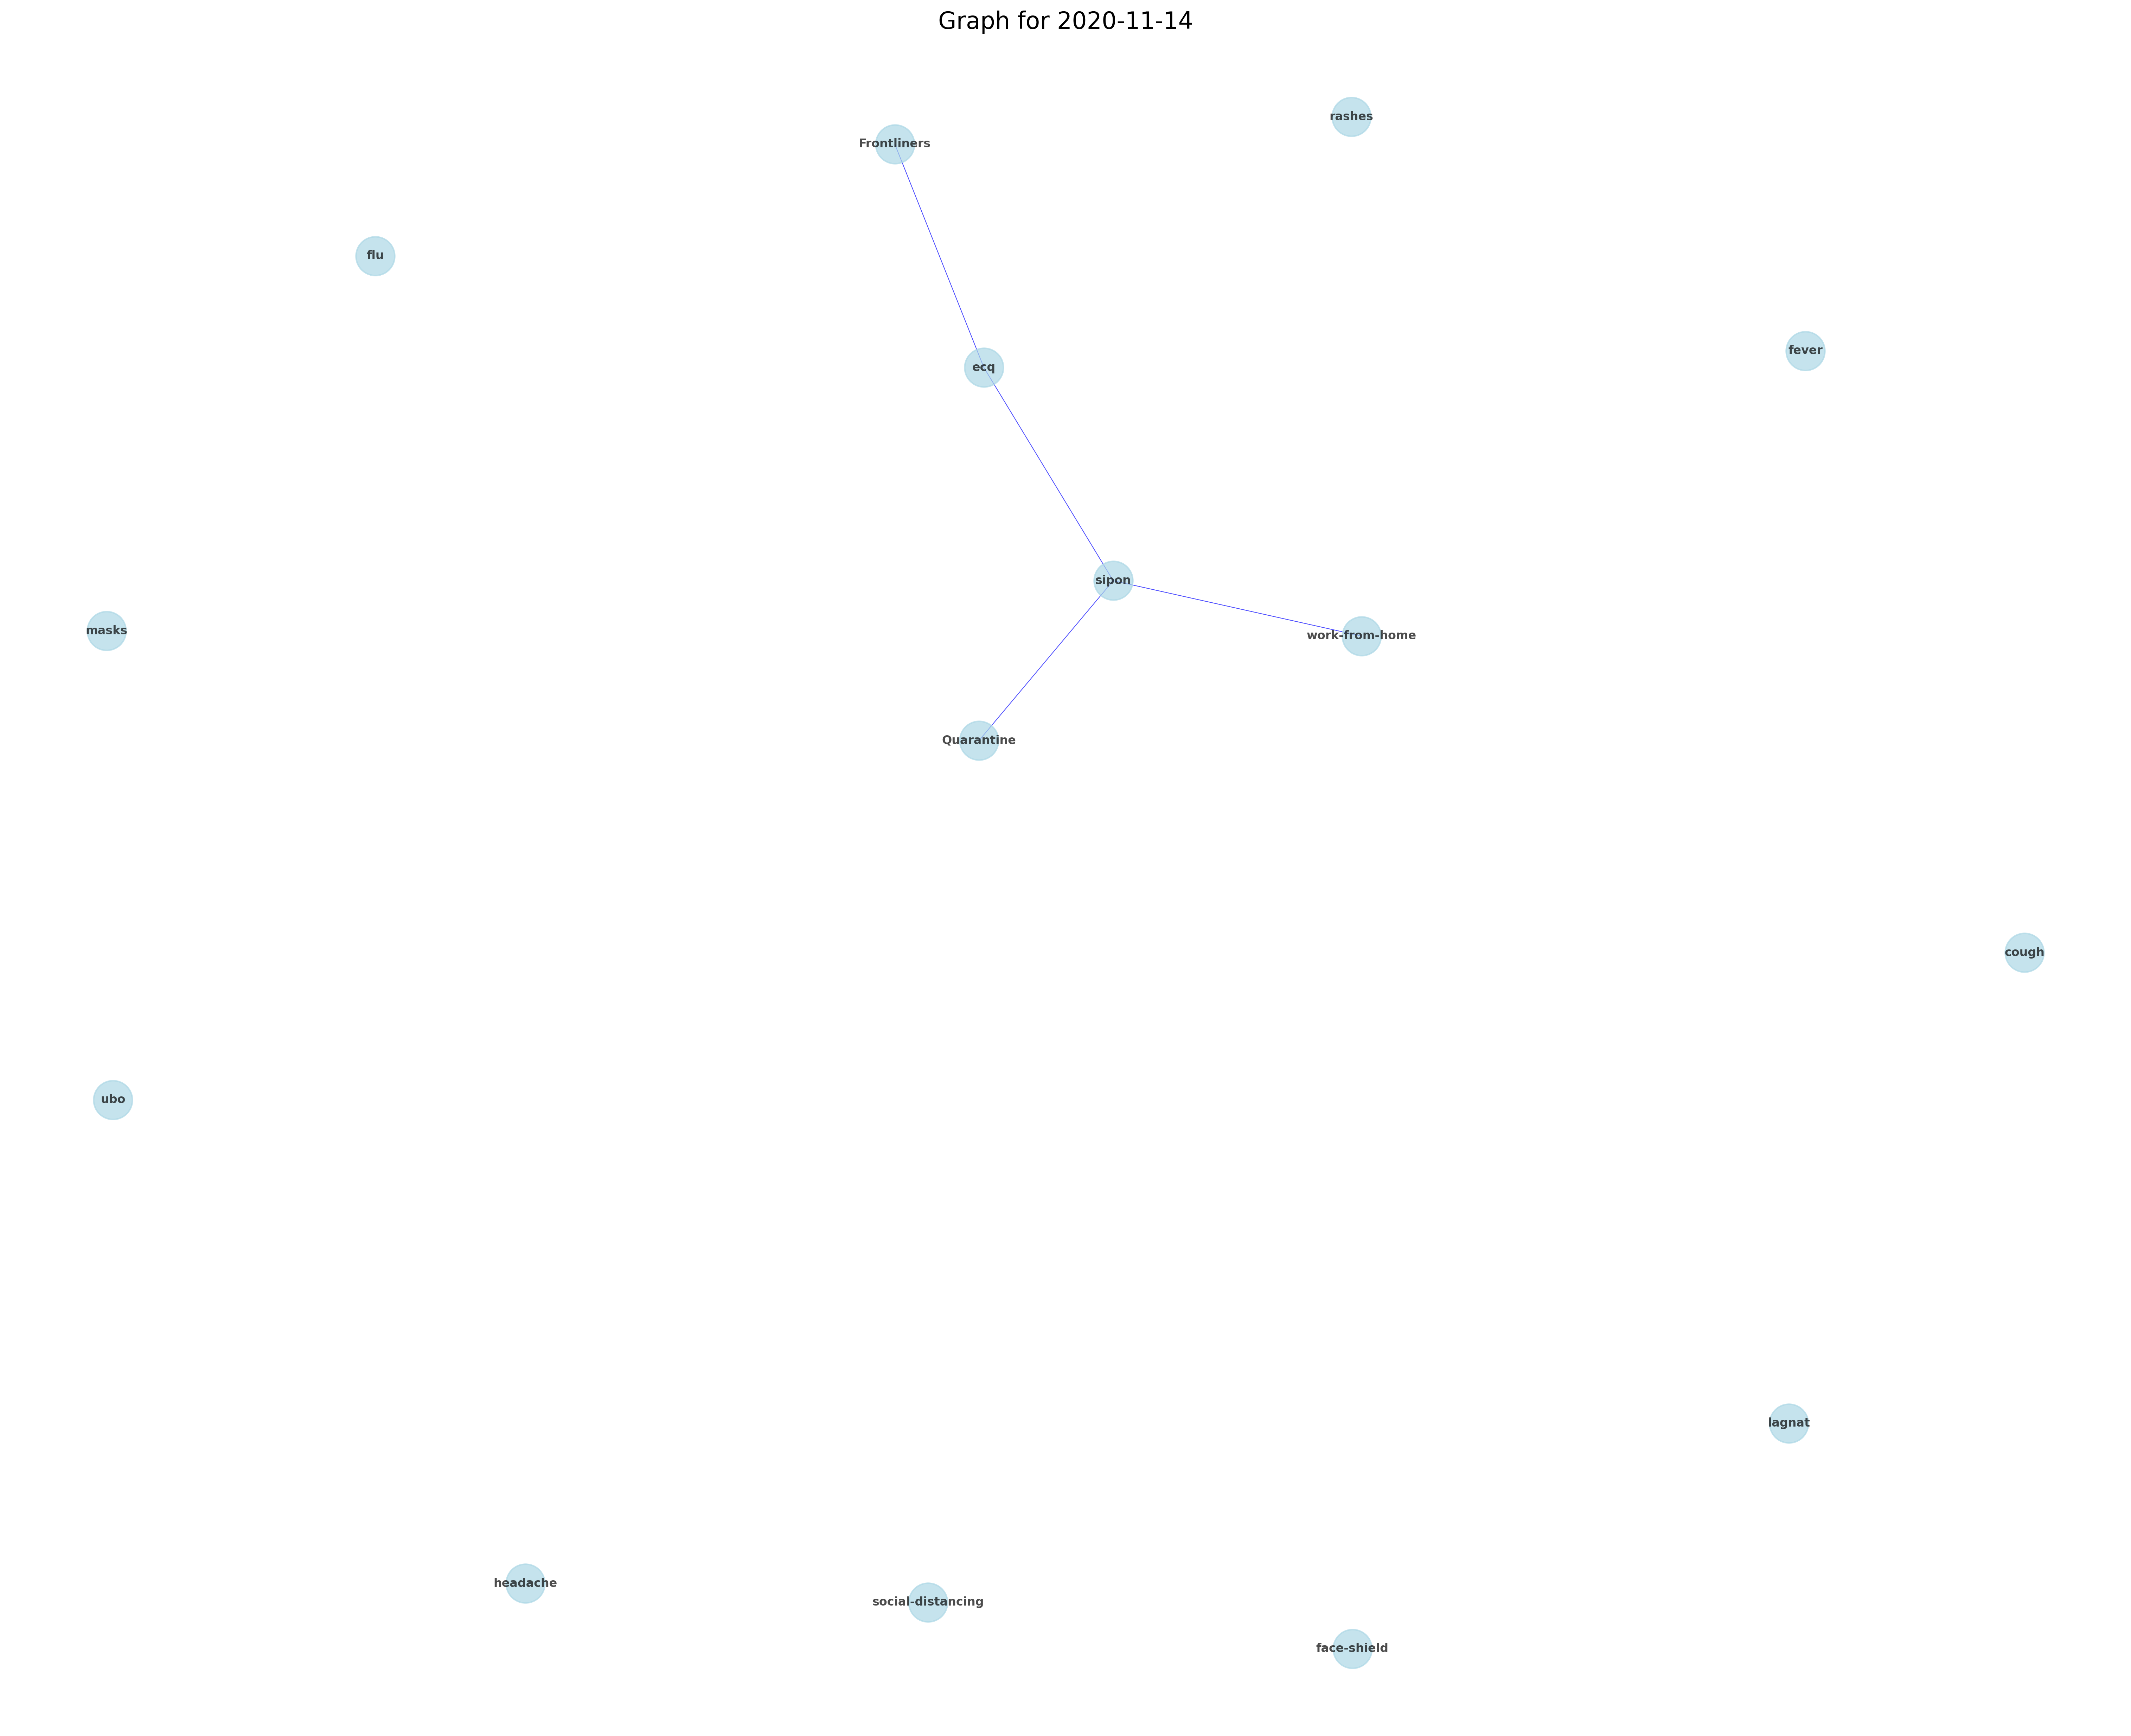 Graph for 2020-11-14
rashes
Frontliners
flu
fever
ecq
sipon
masks
work-from-home
Quarantine
cough
ubo
lagnat
headache
social-distancing
face-shield